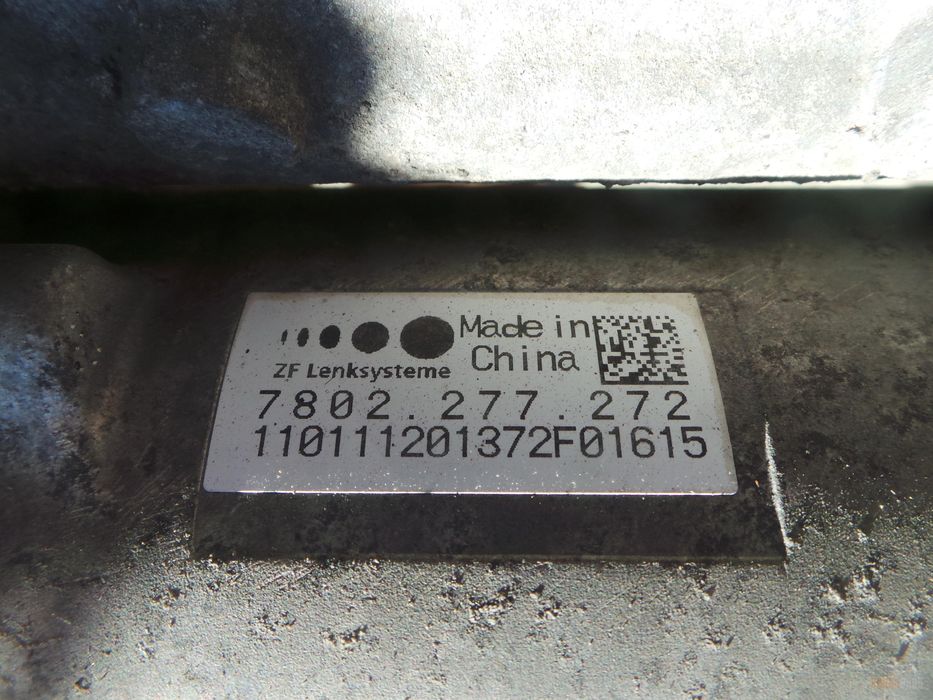 Made in
China
ZF Lenksysteme
7802.277.272
110111201372F01615